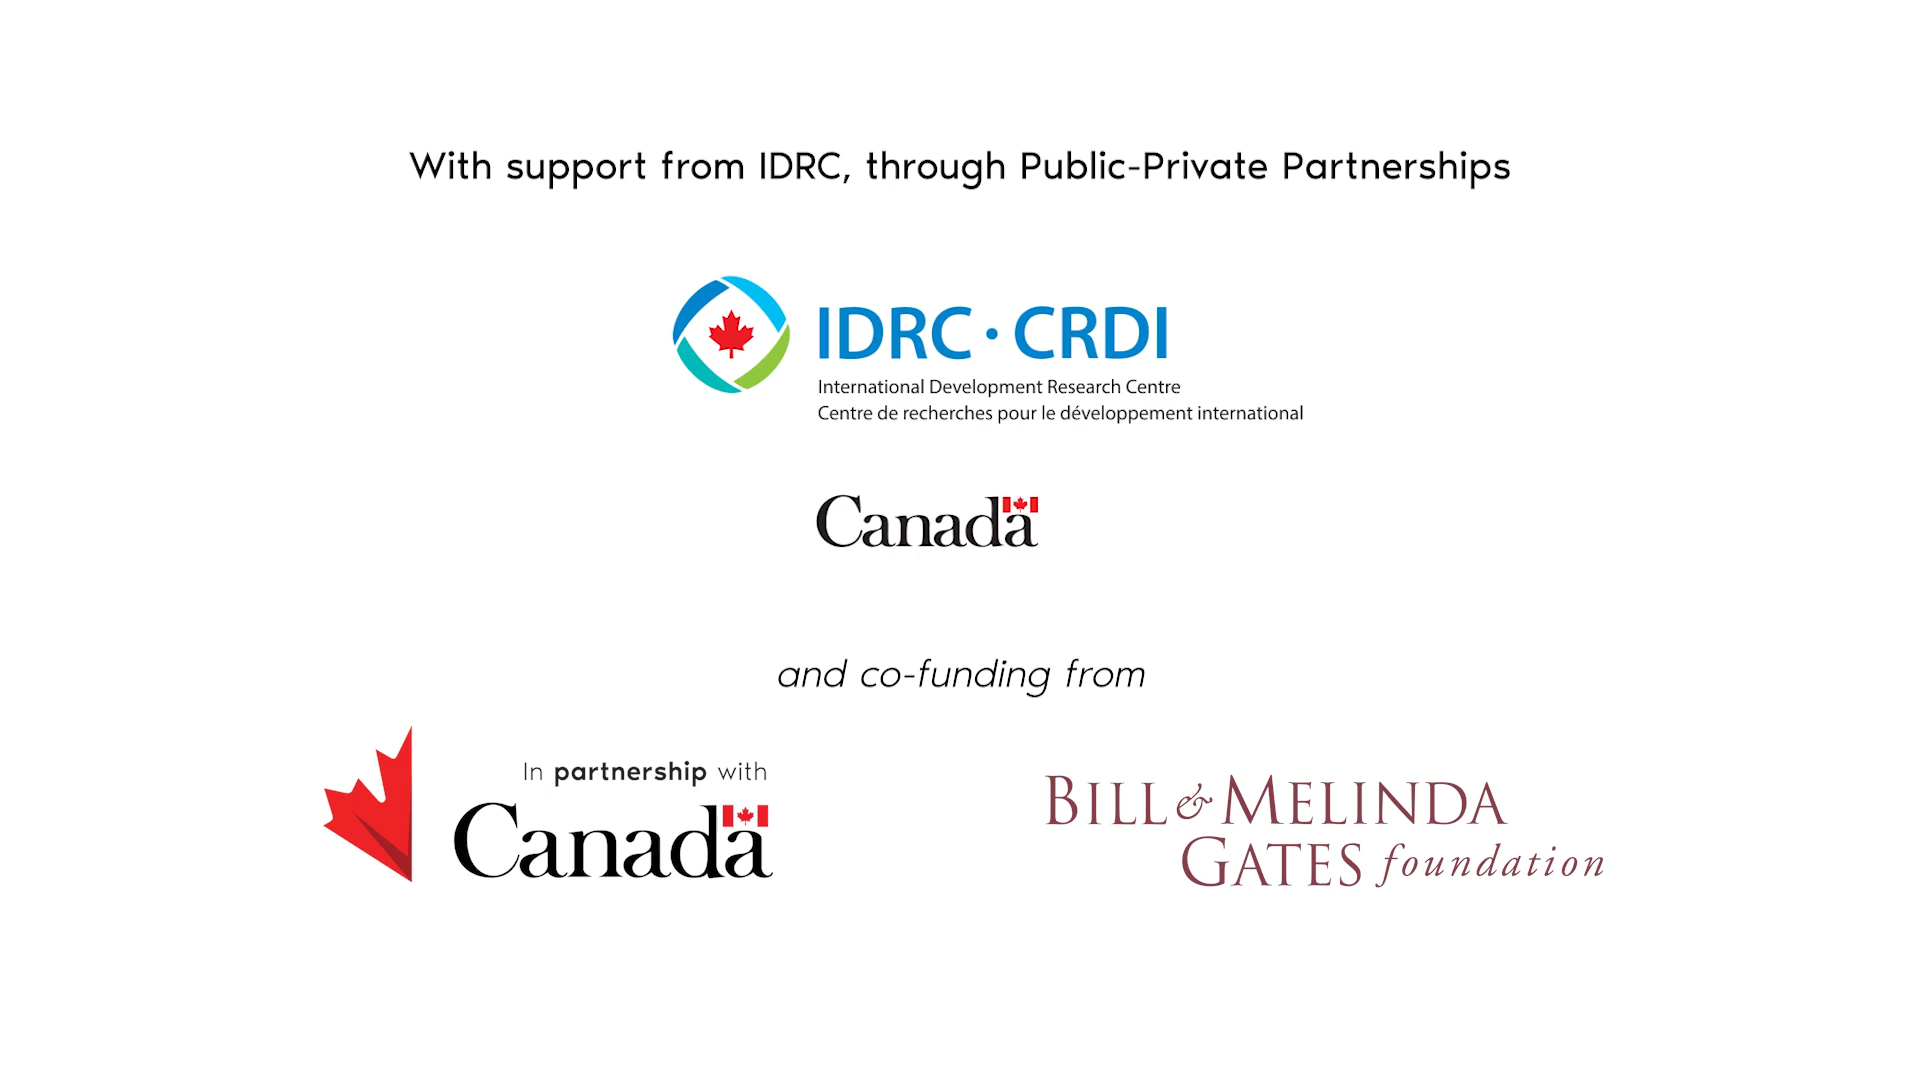 With support from IDRC, through Public-Private Partnerships
IDRC · CRDI
International Development Research Centre
Centre de recherches pour le développement international
Canada
and co-funding from
In partnership with
Canada
BILL & MELINDA
GATES foundation